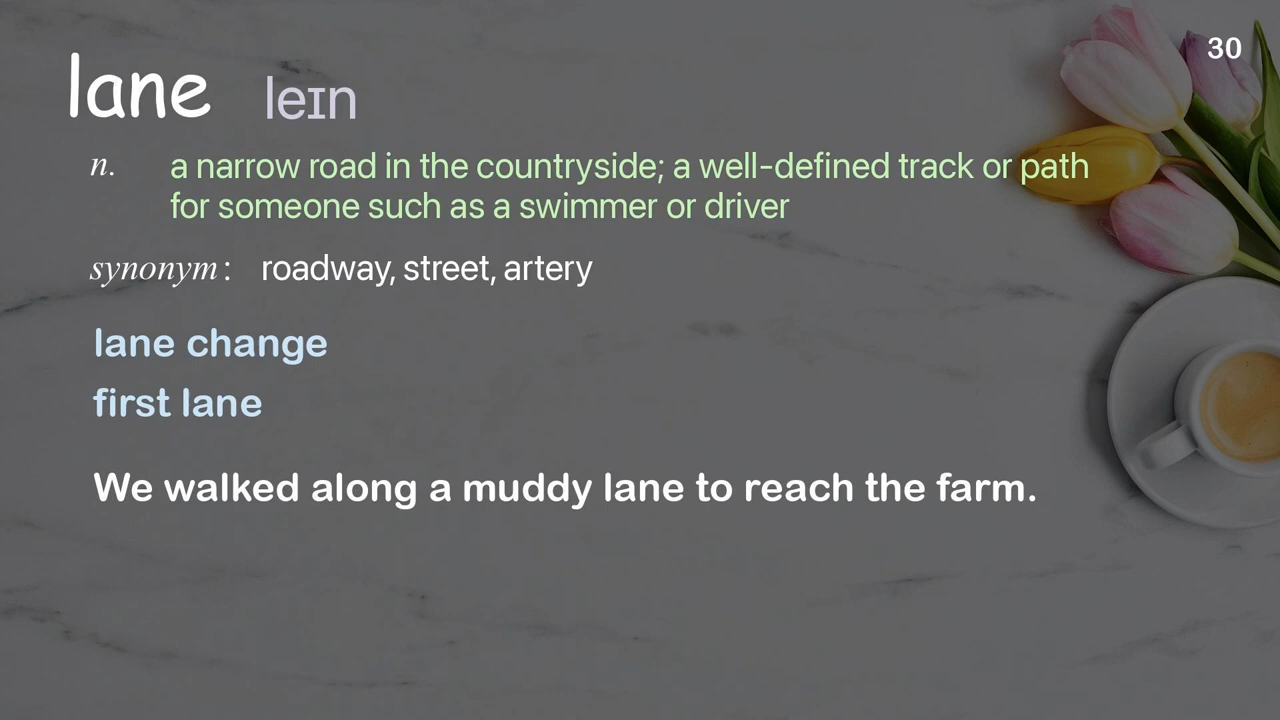 30
lane leɪn
n. a narrow road in the countryside; a well-defined track or path
for someone such as a swimmer or driver
synonym: roadway, street, artery
lane change
first lane
We walked along a muddy lane to reach the farm.